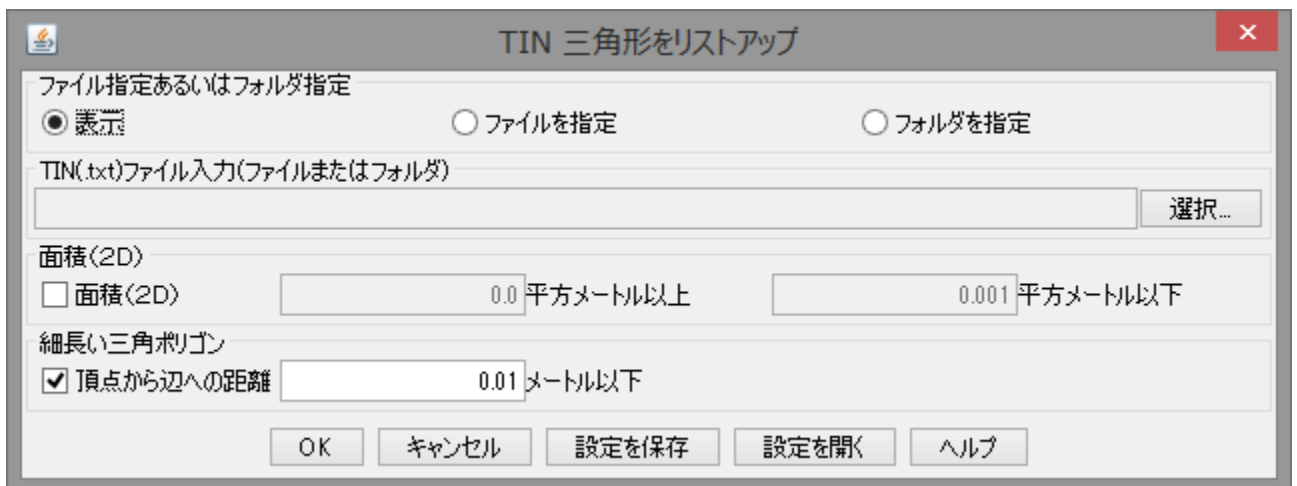 TIN 三角形をリストアップ
ファイル指定あるいはフォルダ指定
表示 ファイルを指定 フォルダを指定
TIN(.txt)ファイル入力(ファイルまたはフォルダ)
選択...
面積(2D)
面積(2D) 0.0 平方メートル以上 0.001 平方メートル以下
細長い三角ポリゴン
頂点から辺への距離 0.01 メートル以下
OK キャンセル 設定を保存 設定を開く ヘルプ